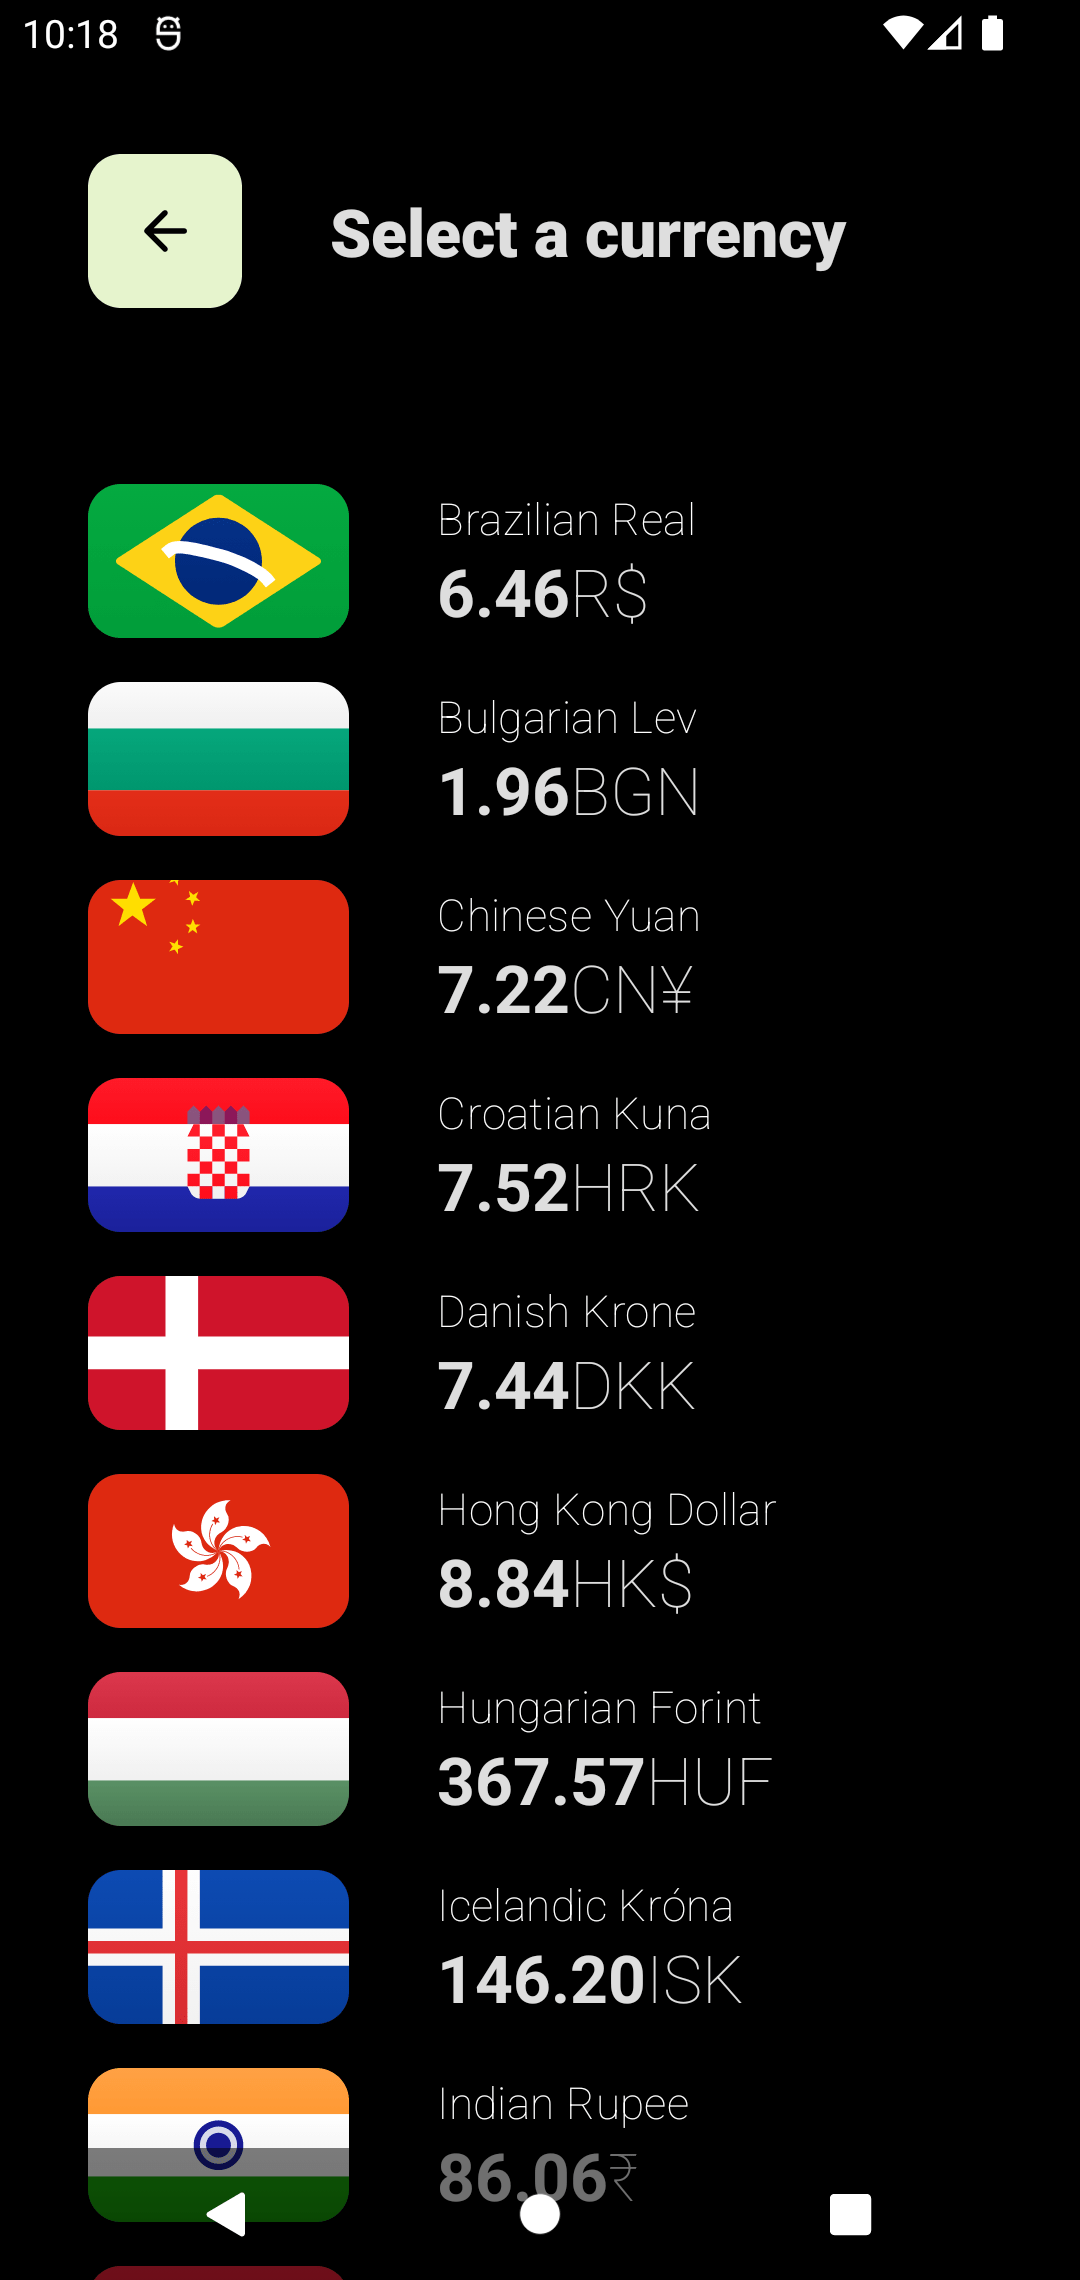 10:18
Select a currency
Brazilian Real
6.46R$
Bulgarian Lev
1.96BGN
Chinese Yuan
7.22CN¥
Croatian Kuna
7.52HRK
Danish Krone
7.44DKK
Hong Kong Dollar
8.84HK$
Hungarian Forint
367.57HUF
Icelandic Króna
146.20ISK
Indian Rupee
86.06₹